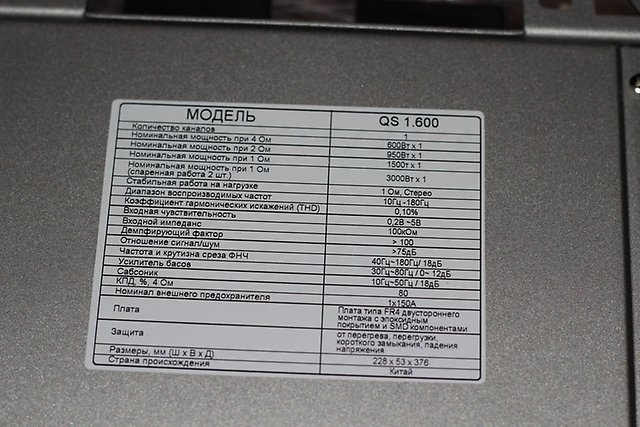 МОДЕЛЬ QS 1.600
Количество каналов 1
Номинальная мощность при 4 Ом 600Вт x 1
Номинальная мощность при 2 Ом 950Вт x 1
Номинальная мощность при 1 Ом 1500т x 1
Номинальная мощность при 1 Ом
(спаренная работа 2 шт.) 3000Вт x 1
Стабильная работа на нагрузке 1 Ом, Стерео
Диапазон воспроизводимых частот 10Гц~180Гц
Коэффициент гармонических искажений (THD) 0,10%
Входная чувствительность 0,2В ~5В
Входной импеданс 100кОм
Демпфирующий фактор > 100
Отношение сигнал/шум >75дБ
Частота и крутизна среза ФНЧ 40Гц~180Гц/ 18дБ
Усилитель басов 30Гц~80Гц / 0~ 12дБ
Сабсоник 10Гц~50Гц / 18дБ
КПД, %, 4 Ом 80
Номинал внешнего предохранителя 1x150А
Плата Плата типа FR4 двустороннего
монтажа с эпоксидным
покрытием и SMD компонентами
Защита от перегрева, перегрузки,
короткого замыкания, падения
напряжения
Размеры, мм (Ш x В x Д) 228 x 53 x 376
Страна происхождения Китай